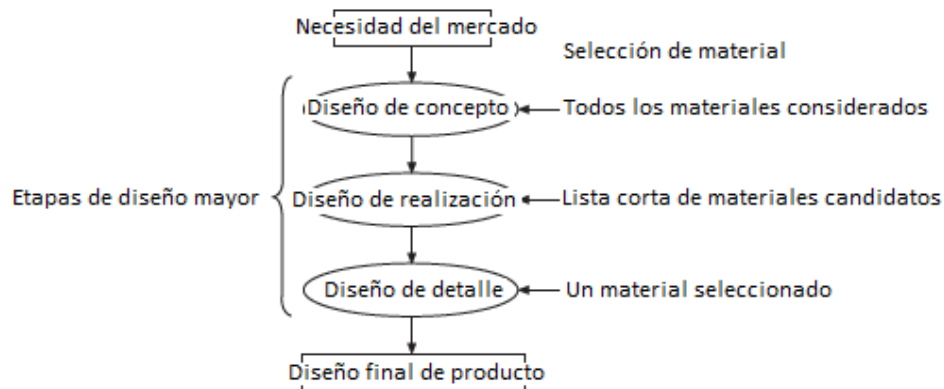 Necesidad del mercado
Selección de material
Diseño de concepto
Todos los materiales considerados
Etapas de diseño mayor
Diseño de realización
Lista corta de materiales candidatos
Diseño de detalle
Un material seleccionado
Diseño final de producto